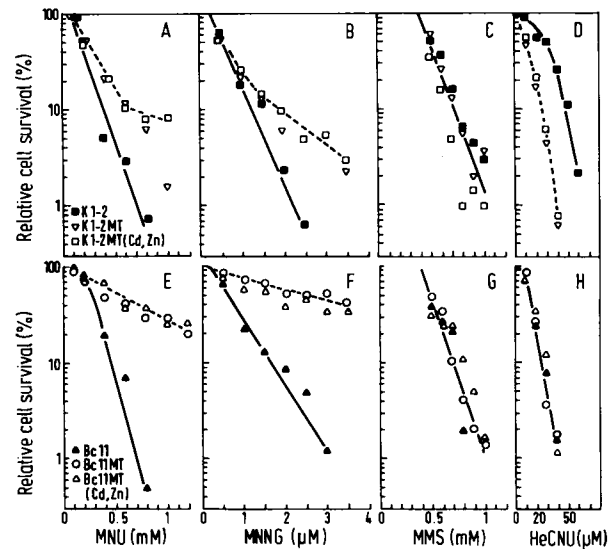 Relative cell survival (%)
100
10
1
A
B
C
D
■ K1-2
▽ K1-2MT
□ K1-2MT(Cd,Zn)
Relative cell survival (%)
100
10
1
E
F
G
H
▲ Bc11
○ Bc11MT
△ Bc11MT
(Cd,Zn)
0 0.5 1
0 1 2 3 4
0.5 1
20 50
MNU (mM)
MNNG (µM)
MMS (mM)
HeCNU(µM)